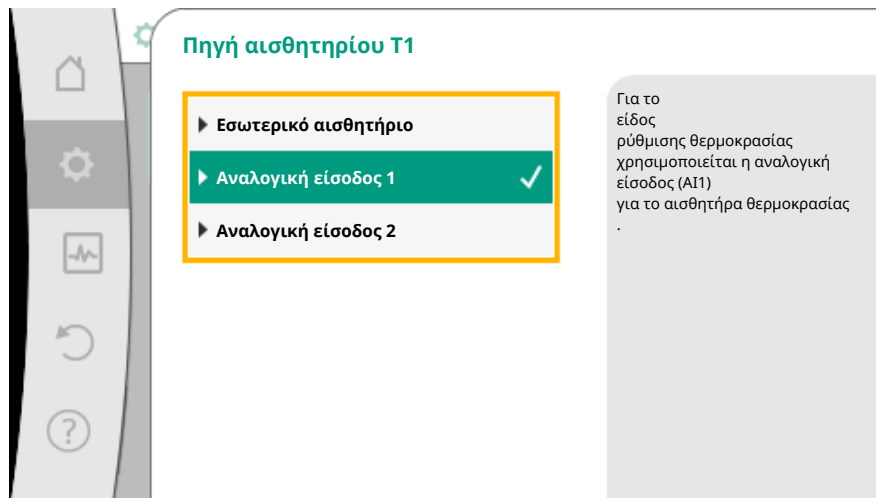 Πηγή αισθητηρίου T1
Εσωτερικό αισθητήριο
Αναλογική είσοδος 1
Αναλογική είσοδος 2
Για το
είδος
ρύθμισης θερμοκρασίας
χρησιμοποιείται η αναλογική
είσοδος (AI1)
για το αισθητήρα θερμοκρασίας
.
?